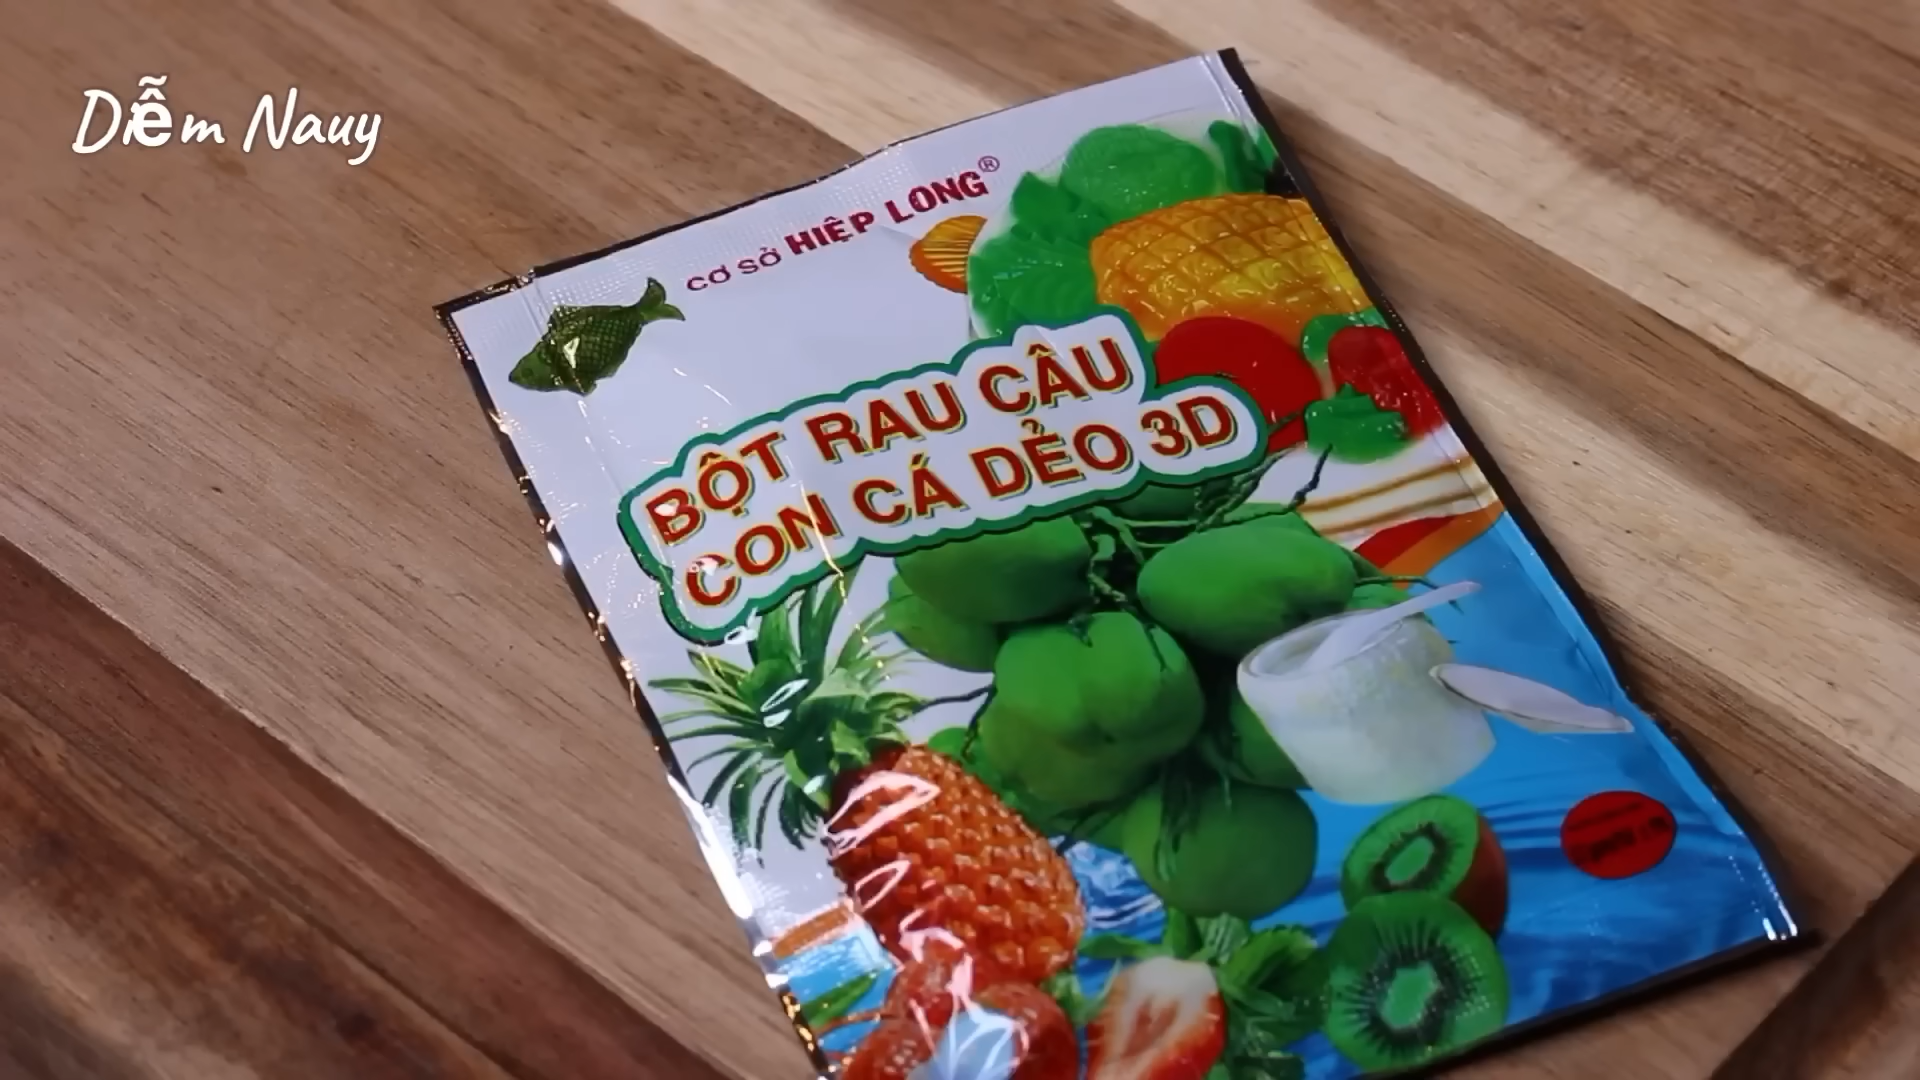 Diễm Nauy
CƠ SỞ HIỆP LONG®
BỘT RAU CÂU
CON CÁ DẺO 3D